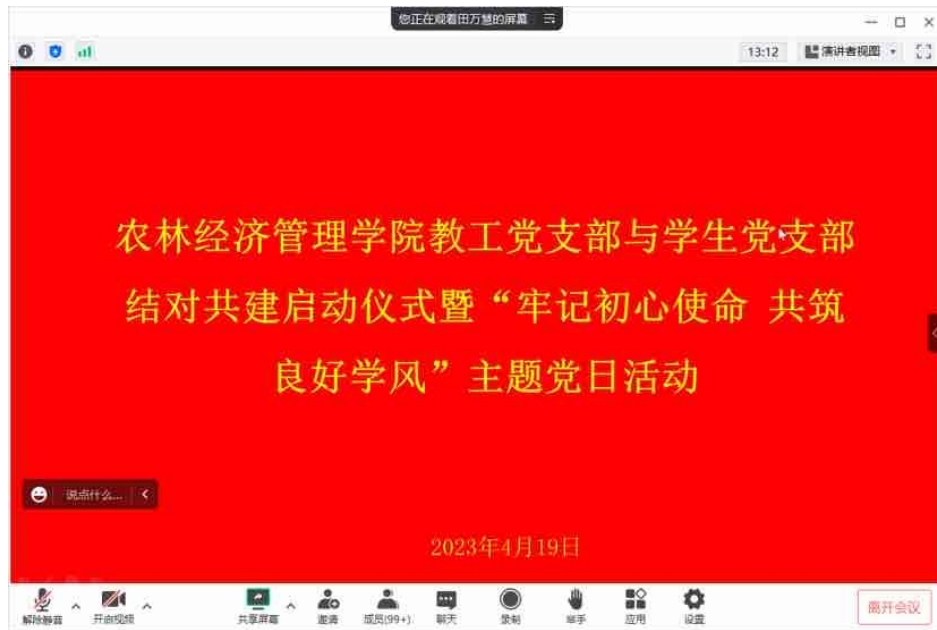 您正在观看田万慧的屏幕
13:12 演讲者视图
农林经济管理学院教工党支部与学生党支部
结对共建启动仪式暨“牢记初心使命 共筑
良好学风”主题党日活动
说点什么...
2023年4月19日
解除静音 开启视频 共享屏幕 邀请 成员(99+) 聊天 录制 举手 应用 设置 离开会议